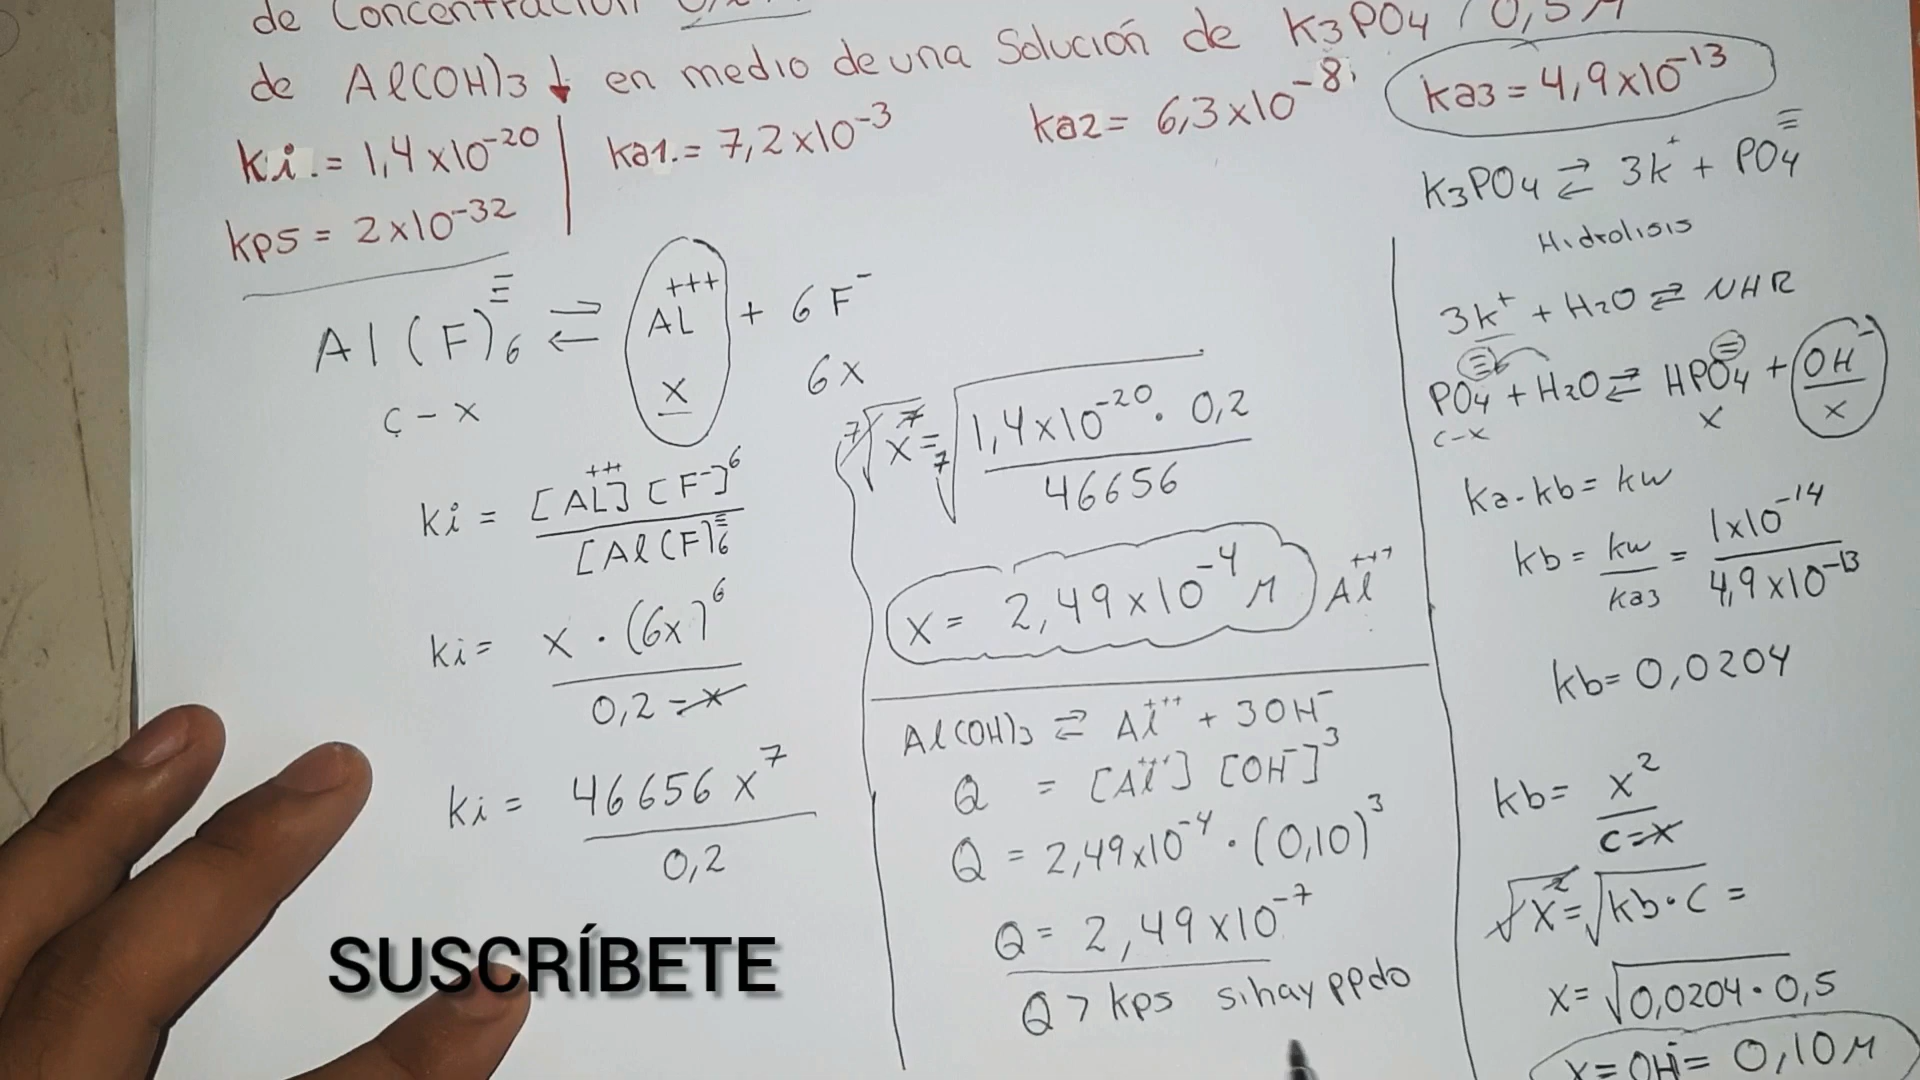 de Concentración
de Al(OH)3 ↓ en medio de una Solución de K3PO4 / 0,5M
ki. = 1,4x10^-20
ka1. = 7,2x10^-3
ka2 = 6,3x10^-8
ka3 = 4,9x10^-13
kps = 2x10^-32
Al(F)6^≡ ⇄ AL^+++ + 6F^-
c-x x 6x
ki = [AL^+++] [F^-]^6 / [Al(F)6^≡
ki = x · (6x)^6 / 0,2-x
ki = 46656 x^7 / 0,2
7√x^7 = 7√1,4x10^-20 · 0,2 / 46656
x = 2,49x10^-4 M Al^+++
Al(OH)3 ⇄ Al^+++ + 3OH^-
Q = [Al^+++] [OH^-]^3
Q = 2,49x10^-4 · (0,10)^3
Q = 2,49x10^-7
Q > kps si hay ppdo
K3PO4 ⇄ 3k^+ + PO4^≡
Hidrolisis
3k^+ + H2O ⇄ NHR
PO4^≡ + H2O ⇄ HPO4^= + OH^-
c-x x x
ka·kb = kw
kb = kw / ka3 = 1x10^-14 / 4,9x10^-13
kb = 0,0204
kb = x^2 / c-x
√x^2 = √kb·c =
x = √0,0204 · 0,5
x = OH^- = 0,10M
SUSCRÍBETE